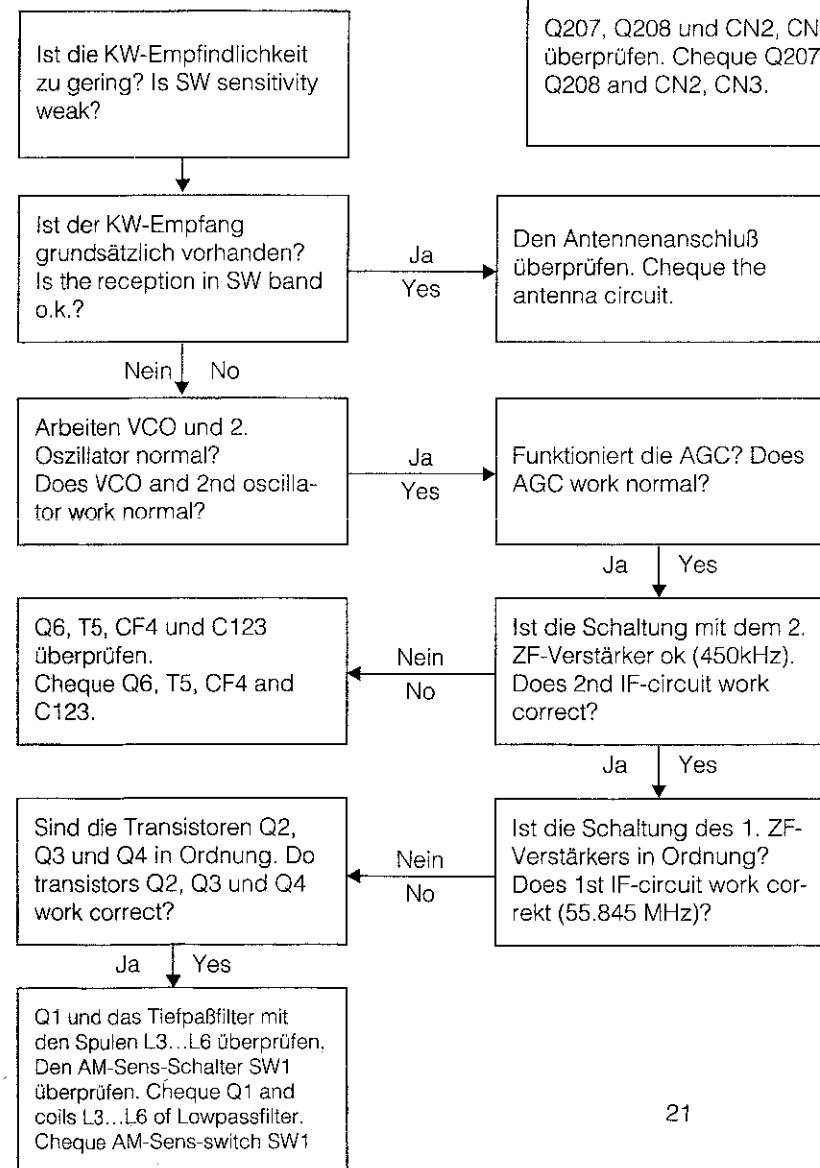 Ist die KW-Empfindlichkeit
zu gering? Is SW sensitivity
weak?
Q207, Q208 und CN2, CN
überprüfen. Cheque Q207
Q208 and CN2, CN3.
Ist der KW-Empfang
grundsätzlich vorhanden?
Is the reception in SW band
o.k.?
Ja
Yes
Den Antennenanschluß
überprüfen. Cheque the
antenna circuit.
Nein No
Arbeiten VCO und 2.
Oszillator normal?
Does VCO and 2nd oscilla-
tor work normal?
Ja
Yes
Funktioniert die AGC? Does
AGC work normal?
Ja Yes
Q6, T5, CF4 und C123
überprüfen.
Cheque Q6, T5, CF4 and
C123.
Nein
No
Ist die Schaltung mit dem 2.
ZF-Verstärker ok (450kHz).
Does 2nd IF-circuit work
correct?
Ja Yes
Sind die Transistoren Q2,
Q3 und Q4 in Ordnung. Do
transistors Q2, Q3 und Q4
work correct?
Nein
No
Ist die Schaltung des 1. ZF-
Verstärkers in Ordnung?
Does 1st IF-circuit work cor-
rekt (55.845 MHz)?
Ja Yes
Q1 und das Tiefpaßfilter mit
den Spulen L3...L6 überprüfen.
Den AM-Sens-Schalter SW1
überprüfen. Cheque Q1 and
coils L3...L6 of Lowpassfilter.
Cheque AM-Sens-switch SW1
21